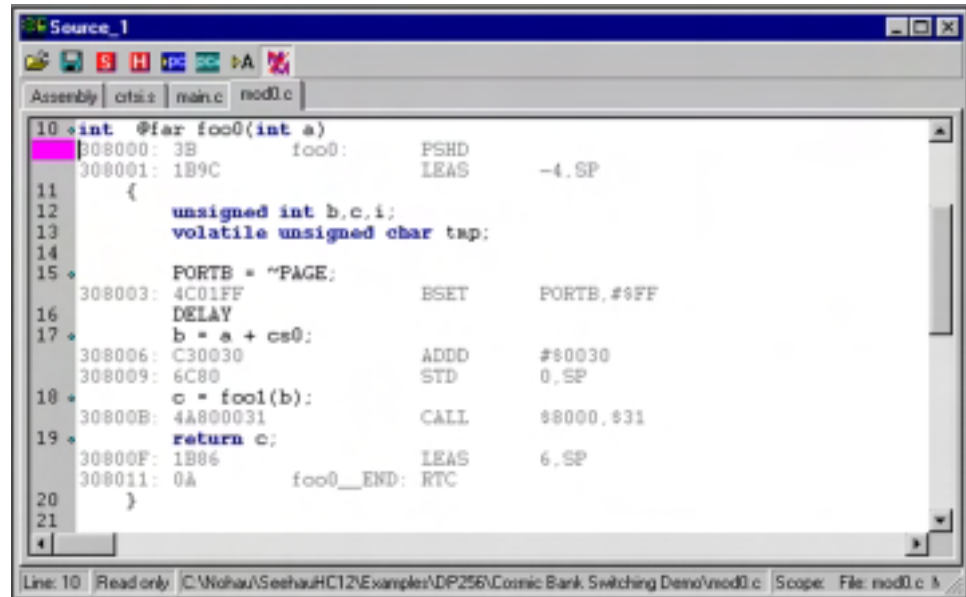 Source_1
S H PC PC A
Assembly crtsi.s main.c mod0.c
10 int @far foo0(int a)
308000: 3B foo0: PSHD
308001: 1B9C LEAS -4,SP
11 {
12 unsigned int b,c,i;
13 volatile unsigned char tmp;
14
15 PORTB = ~PAGE;
308003: 4C01FF BSET PORTB,#$FF
16 DELAY
17 b = a + cs0;
308006: C30030 ADDD #$0030
308009: 6C80 STD 0,SP
18 c = foo1(b);
30800B: 4A800031 CALL $8000,$31
19 return c;
30800F: 1B86 LEAS 6,SP
308011: 0A foo0__END: RTC
20 }
21
Line: 10 Read only C:\Nohau\SeehauHC12\Examples\DP256\Cosmic Bank Switching Demo\mod0.c Scope: File: mod0.c